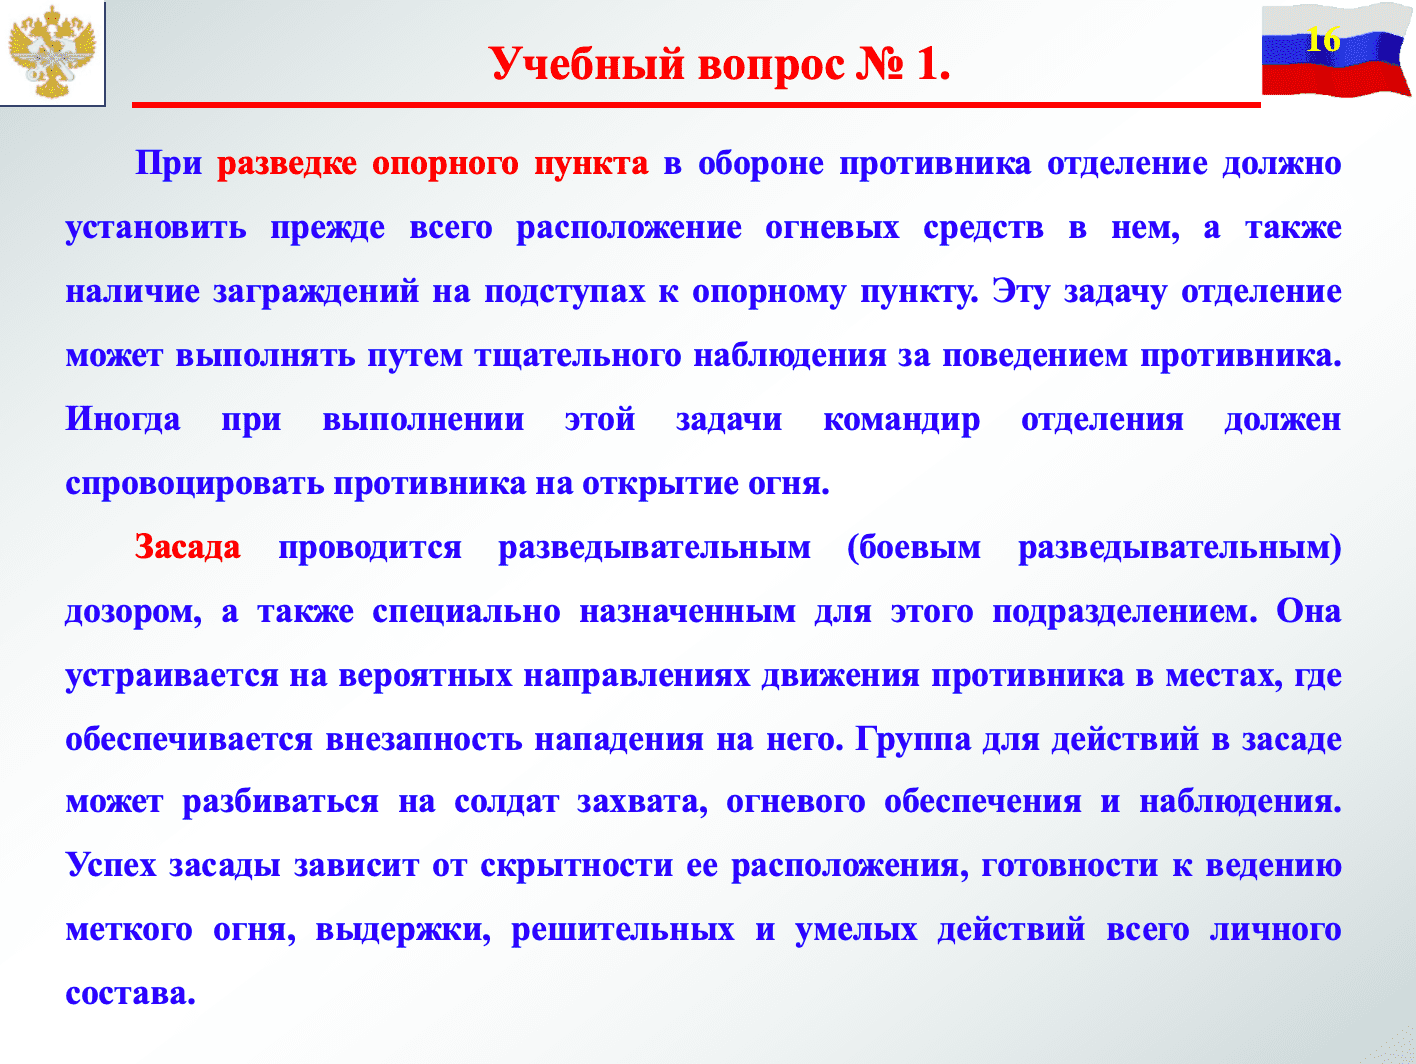 16
Учебный вопрос № 1.
При разведке опорного пункта в обороне противника отделение должно
установить прежде всего расположение огневых средств в нем, а также
наличие заграждений на подступах к опорному пункту. Эту задачу отделение
может выполнять путем тщательного наблюдения за поведением противника.
Иногда при выполнении этой задачи командир отделения должен
спровоцировать противника на открытие огня.
Засада проводится разведывательным (боевым разведывательным)
дозором, а также специально назначенным для этого подразделением. Она
устраивается на вероятных направлениях движения противника в местах, где
обеспечивается внезапность нападения на него. Группа для действий в засаде
может разбиваться на солдат захвата, огневого обеспечения и наблюдения.
Успех засады зависит от скрытности ее расположения, готовности к ведению
меткого огня, выдержки, решительных и умелых действий всего личного
состава.